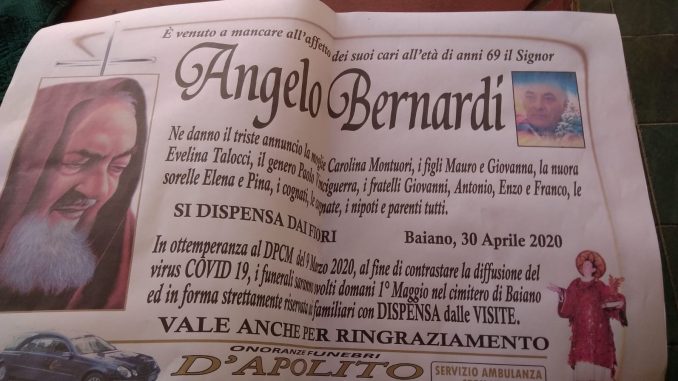 È venuto a mancare all'affetto dei suoi cari all'età di anni 69 il Signor
Angelo Bernardi
Ne danno il triste annuncio la moglie Carolina Montuori, i figli Mauro e Giovanna, la nuora
Evelina Talocci, il genero Paolo i fratelli Giovanni, Antonio, Enzo e Franco, le
sorelle Elena e Pina, i cognati, le cognate, i nipoti e parenti tutti.
SI DISPENSA DAI FIORI
Baiano, 30 Aprile 2020
In ottemperanza al DPCM del 9 Marzo 2020, al fine di contrastare la diffusione del
virus COVID 19, i funerali saranno svolti domani 1° Maggio nel cimitero di Baiano
ed in forma strettamente riservata ai familiari con DISPENSA dalle VISITE.
VALE ANCHE PER RINGRAZIAMENTO
ONORANZE FUNEBRI
D'APOLITO
SERVIZIO AMBULANZA